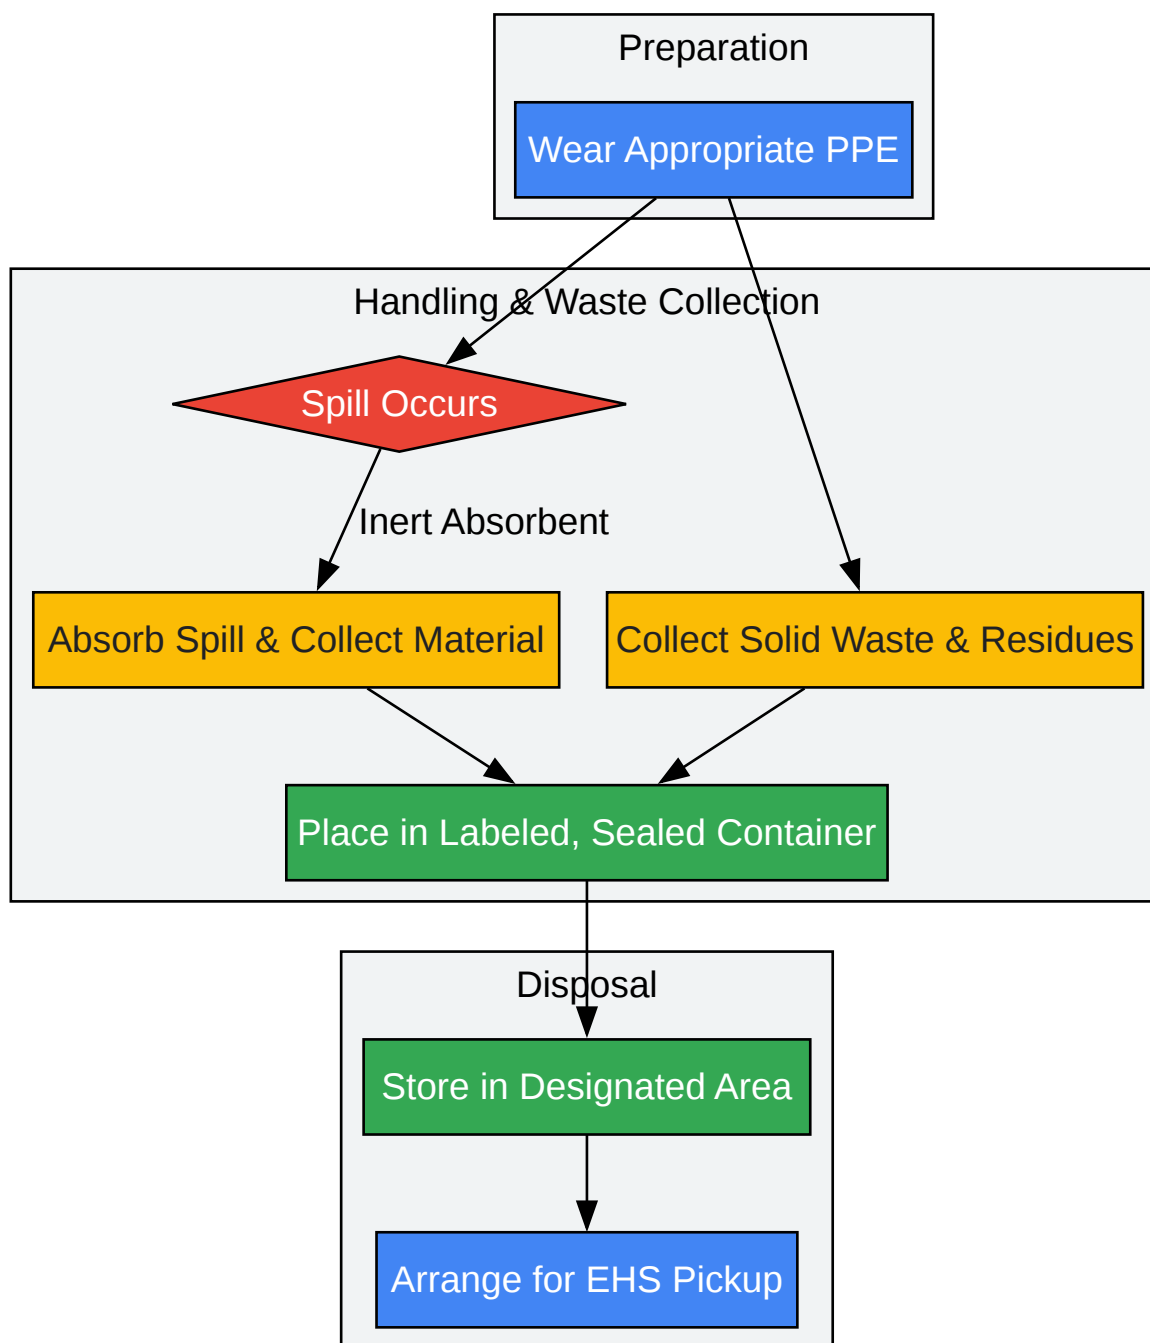 Preparation
Wear Appropriate PPE
Handling & Waste Collection
Spill Occurs
Inert Absorbent
Absorb Spill & Collect Material
Collect Solid Waste & Residues
Place in Labeled, Sealed Container
Disposal
Store in Designated Area
Arrange for EHS Pickup